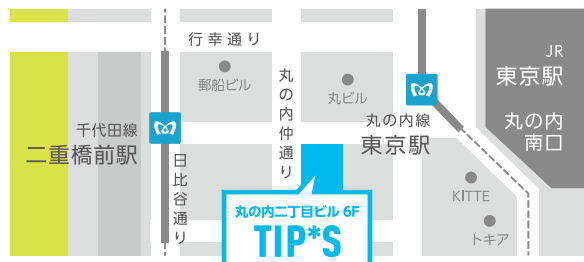 行幸通り
郵船ビル
丸の内仲通り
丸ビル
JR
東京駅
丸の内
南口
千代田線
二重橋前駅
日比谷通り
丸の内線
東京駅
KITTE
トキア
丸の内二丁目ビル 6F
TIP*S